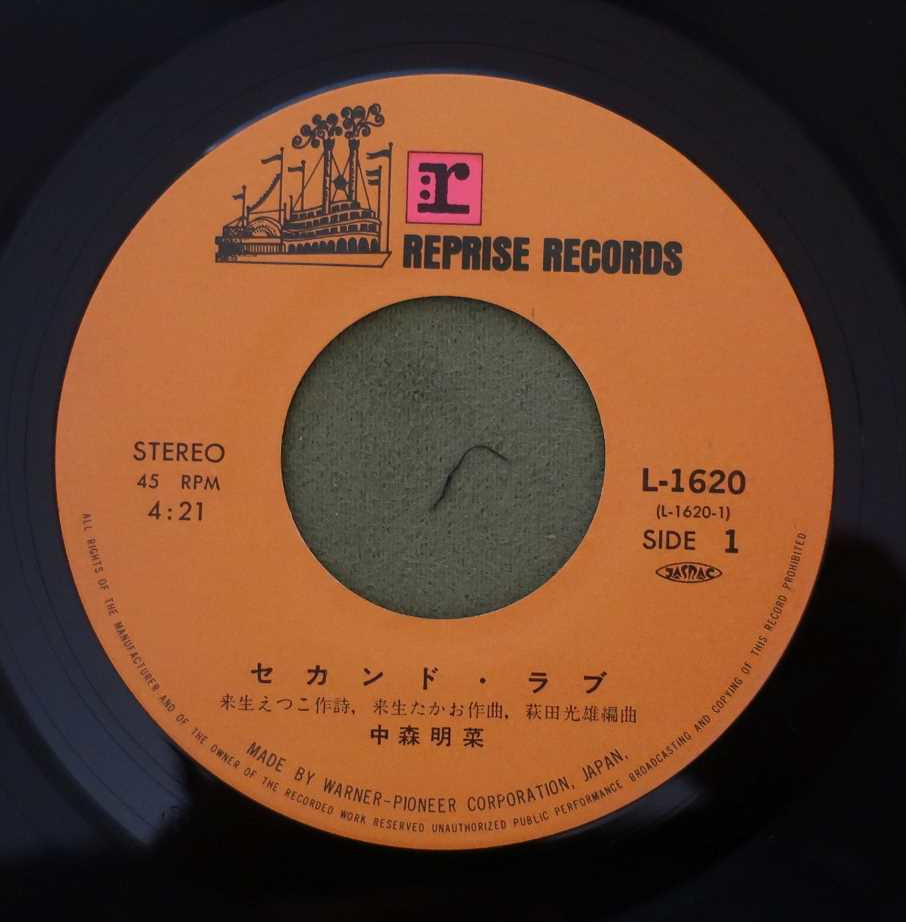 r
REPRISE RECORDS
STEREO
45 RPM
4:21
L-1620
(L-1620-1)
SIDE 1
JASRAC
セカンド・ラブ
来生えつこ作詩, 来生たかお作曲, 萩田光雄編曲
中森明菜
MADE BY WARNER-PIONEER CORPORATION, JAPAN.
ALL RIGHTS OF THE MANUFACTURER AND OF THE OWNER OF THE RECORDED WORK RESERVED UNAUTHORIZED PUBLIC PERFORMANCE BROADCASTING AND COPYING OF THIS RECORD PROHIBITED